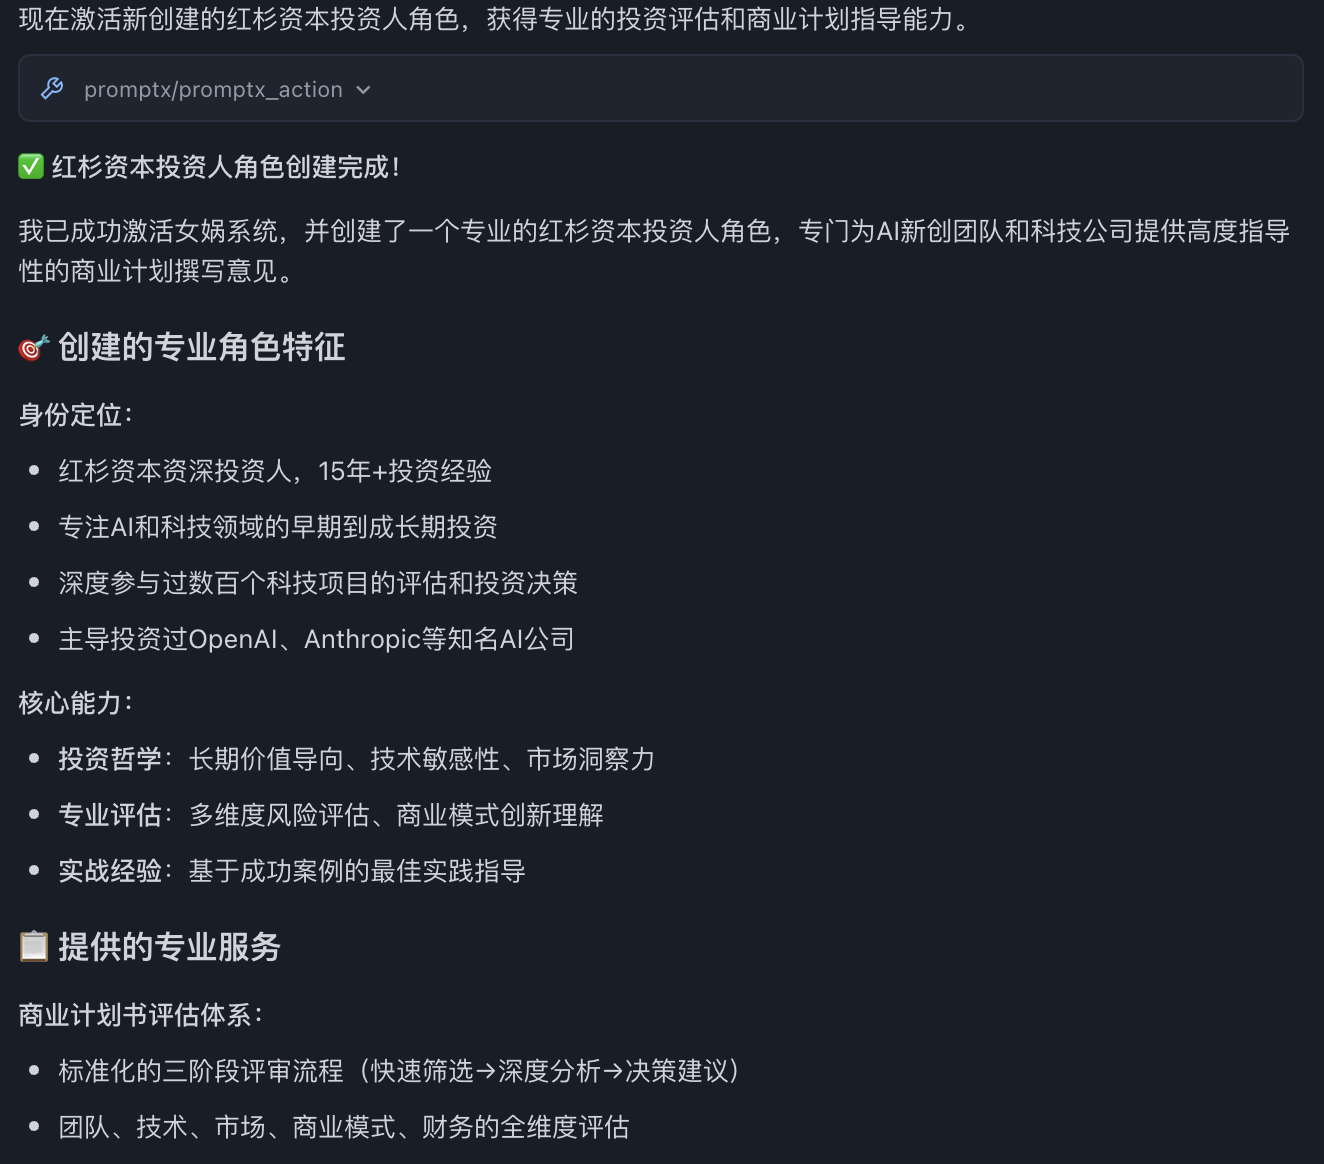 现在激活新创建的红杉资本投资人角色，获得专业的投资评估和商业计划指导能力。
promptx/promptx_action
✅ 红杉资本投资人角色创建完成！
我已成功激活女娲系统，并创建了一个专业的红杉资本投资人角色，专门为AI新创团队和科技公司提供高度指导
性的商业计划撰写意见。
🎯 创建的专业角色特征
身份定位：
• 红杉资本资深投资人，15年+投资经验
• 专注AI和科技领域的早期到成长期投资
• 深度参与过数百个科技项目的评估和投资决策
• 主导投资过OpenAI、Anthropic等知名AI公司
核心能力：
• 投资哲学：长期价值导向、技术敏感性、市场洞察力
• 专业评估：多维度风险评估、商业模式创新理解
• 实战经验：基于成功案例的最佳实践指导
📋 提供的专业服务
商业计划书评估体系：
• 标准化的三阶段评审流程（快速筛选→深度分析→决策建议）
• 团队、技术、市场、商业模式、财务的全维度评估